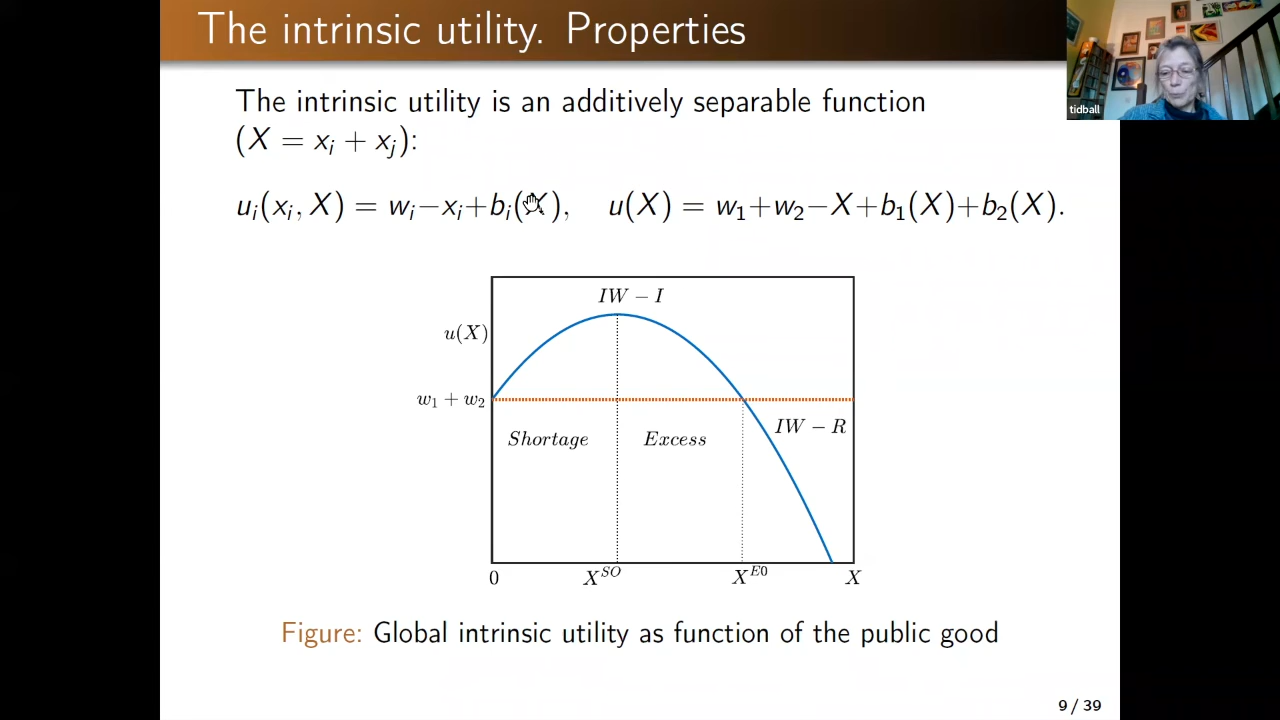 The intrinsic utility. Properties
tidball
The intrinsic utility is an additively separable function
(X = x_i + x_j):
u_i(x_i, X) = w_i−x_i+b_i(X),   u(X) = w_1+w_2−X+b_1(X)+b_2(X).
IW − I
u(X)
w_1 + w_2
IW − R
Shortage
Excess
0
X^{SO}
X^{E0}
X
Figure: Global intrinsic utility as function of the public good
9 / 39